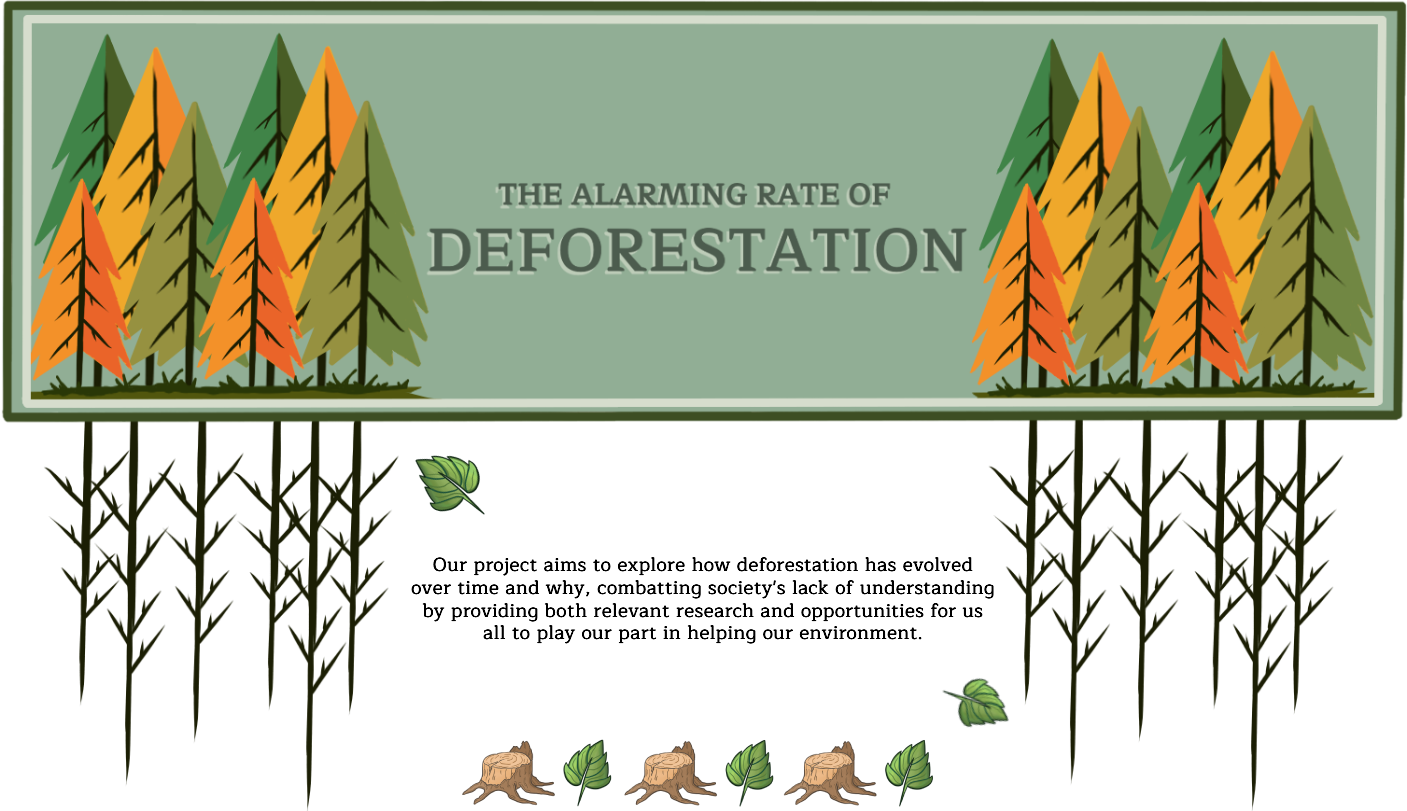 THE ALARMING RATE OF
DEFORESTATION
Our project aims to explore how deforestation has evolved
over time and why, combatting society's lack of understanding
by providing both relevant research and opportunities for us
all to play our part in helping our environment.